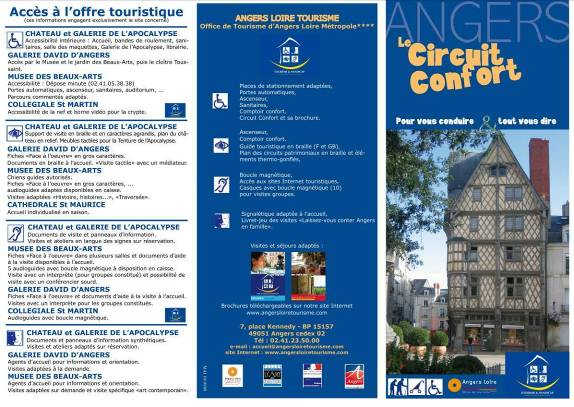 Accès à l'offre touristique
(ces informations engagent exclusivement le site concerné)
CHATEAU et GALERIE DE L'APOCALYPSE
Accessibilité intérieure : Accueil, bandes de roulement, sani-
taires, salle des maquettes, Galerie de l'Apocalypse, librairie.
GALERIE DAVID D'ANGERS
Accès par le Musée et le jardin des Beaux-Arts, puis le cloître Tous-
saint.
MUSEE DES BEAUX-ARTS
Accessibilité : Dépose minute (02.41.05.38.38)
Portes automatiques, ascenseur, sanitaires, auditorium, ...
Parcours commentés adaptés.
COLLEGIALE St MARTIN
Accessibilité de la nef et borne vidéo pour la crypte.
CHATEAU et GALERIE DE L'APOCALYPSE
Support de visite en braille et en caractères agrandis, plan du châ-
teau en relief. Meubles tactiles pour la Tenture de l'Apocalypse.
GALERIE DAVID D'ANGERS
Fiches «Face à l'oeuvre» en gros caractères.
Documents en braille à l'accueil. «Visite tactile» avec un médiateur.
MUSEE DES BEAUX-ARTS
Chiens guides autorisés.
Fiches «Face à l'oeuvre» en gros caractères, ...
audioguides adaptés disponibles en caisse.
Visites adaptées «Histoire, histoires...», «Traversée».
CATHEDRALE St MAURICE
Accueil individualisé en saison.
CHATEAU et GALERIE DE L'APOCALYPSE
Documents de visite et panneaux d'information.
Visites et ateliers en langue des signes sur réservation.
MUSEE DES BEAUX-ARTS
Fiches «Face à l'oeuvre» dans plusieurs salles et documents d'aide
à la visite disponibles à l'accueil.
5 audioguides avec boucle magnétique à disposition en caisse.
Visite avec un interprète (pour groupes constitué) et possibilité de
visite avec un conférencier sourd.
GALERIE DAVID D'ANGERS
Fiches «Face à l'oeuvre» et documents d'aide à la visite à l'accueil.
Visites avec un interprète pour les groupes constitués.
COLLEGIALE St MARTIN
Audioguides avec boucle magnétique.
CHATEAU et GALERIE DE L'APOCALYPSE
Documents et panneaux d'information synthétiques.
Visites et ateliers adaptés sur réservation.
GALERIE DAVID D'ANGERS
Agents d'accueil pour informations et orientation.
Visites adaptées à la demande.
MUSEE DES BEAUX-ARTS
Agents d'accueil pour informations et orientation.
Visites adaptées sur demande et visite spécifique «art contemporain».
ANGERS LOIRE TOURISME
Office de Tourisme d'Angers Loire Métropole****
TOURISME & HANDICAP
Places de stationnement adaptées,
Portes automatiques,
Ascenseur,
Sanitaires,
Comptoir confort.
Circuit Confort et sa brochure.
Ascenseur,
Comptoir confort.
Guide touristique en braille (F et GB),
Plan des circuits patrimoniaux en braille et élé-
ments thermo-gonflés,
Boucle magnétique,
Accès aux sites Internet touristiques.
Casques avec boucle magnétique (10)
pour visites groupes.
Signalétique adaptée à l'accueil,
Livret-jeu des visites «Laissez-vous conter Angers
en famille».
Visites et séjours adaptés :
Brochures téléchargeables sur notre site Internet
www.angersloiretourisme.com
7, place Kennedy - BP 15157
49051 Angers cedex 02
Tél : 02.41.23.50.00
e-mail : accueil@angersloiretourisme.com
site Internet : www.angersloiretourisme.com
Angers
ANGERS
Le Circuit
Confort
Pour vous conduire & tout vous dire
Angers Loire
TOURISME & HANDICAP